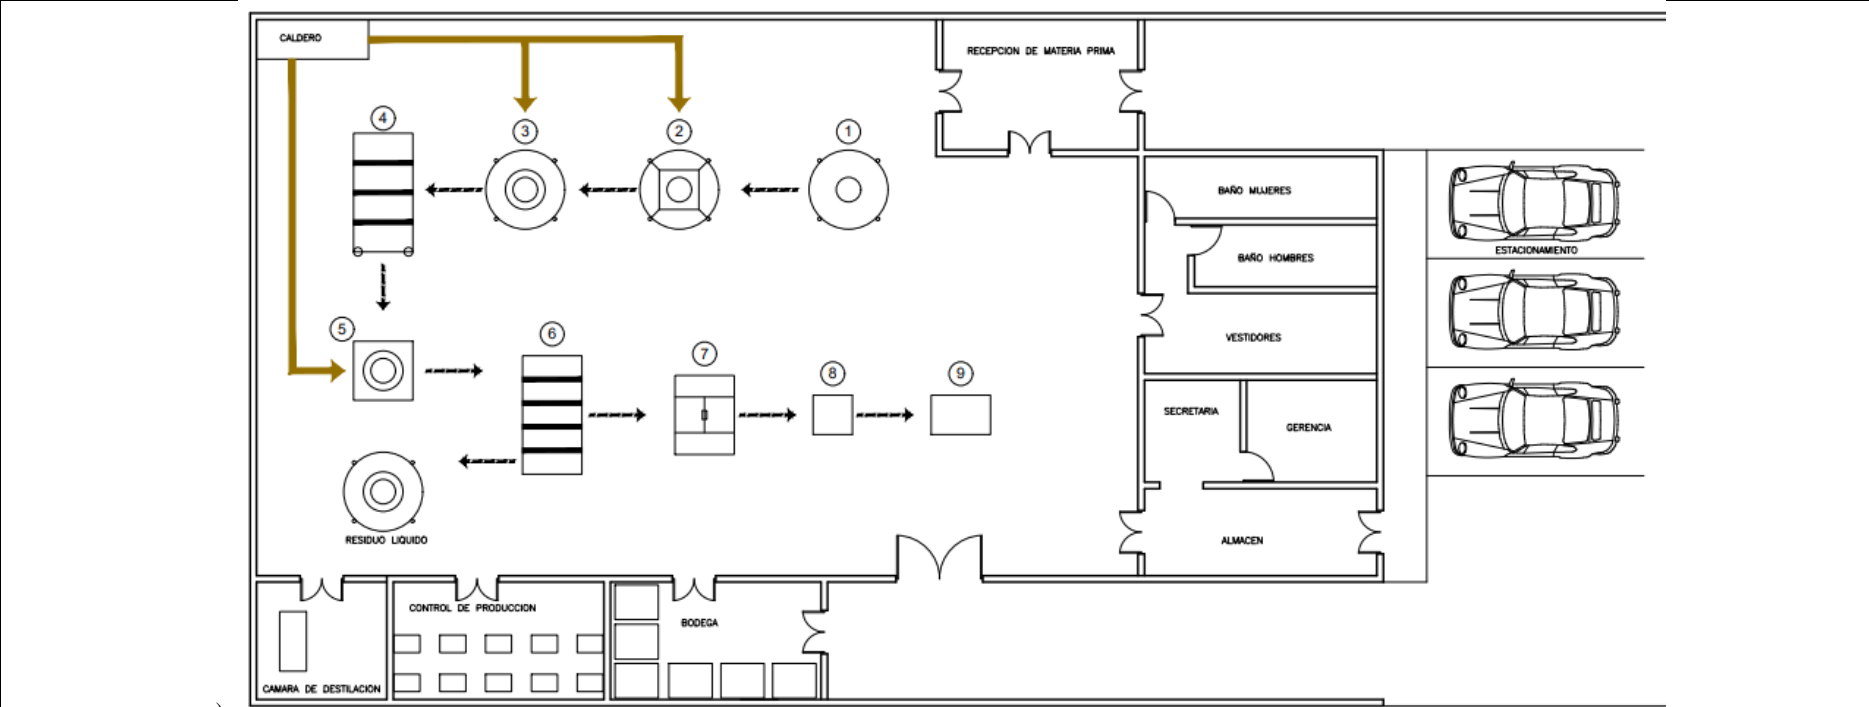 CALDERO
RECEPCION DE MATERIA PRIMA
4
3
2
1
BAÑO MUJERES
ESTACIONAMIENTO
BAÑO HOMBRES
5
6
7
8
9
VESTIDORES
SECRETARIA
GERENCIA
RESIDUO LIQUIDO
ALMACEN
CONTROL DE PRODUCCION
BODEGA
CAMARA DE DESTILACION